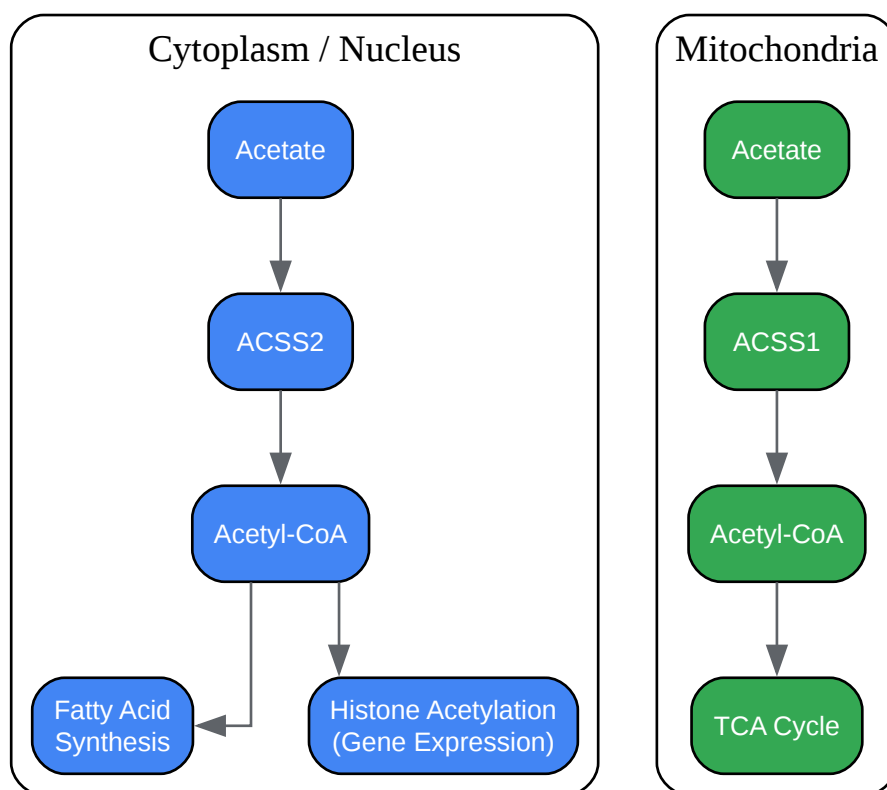 Cytoplasm / Nucleus
Acetate
ACSS2
Acetyl-CoA
Fatty Acid
Synthesis
Histone Acetylation
(Gene Expression)
Mitochondria
Acetate
ACSS1
Acetyl-CoA
TCA Cycle